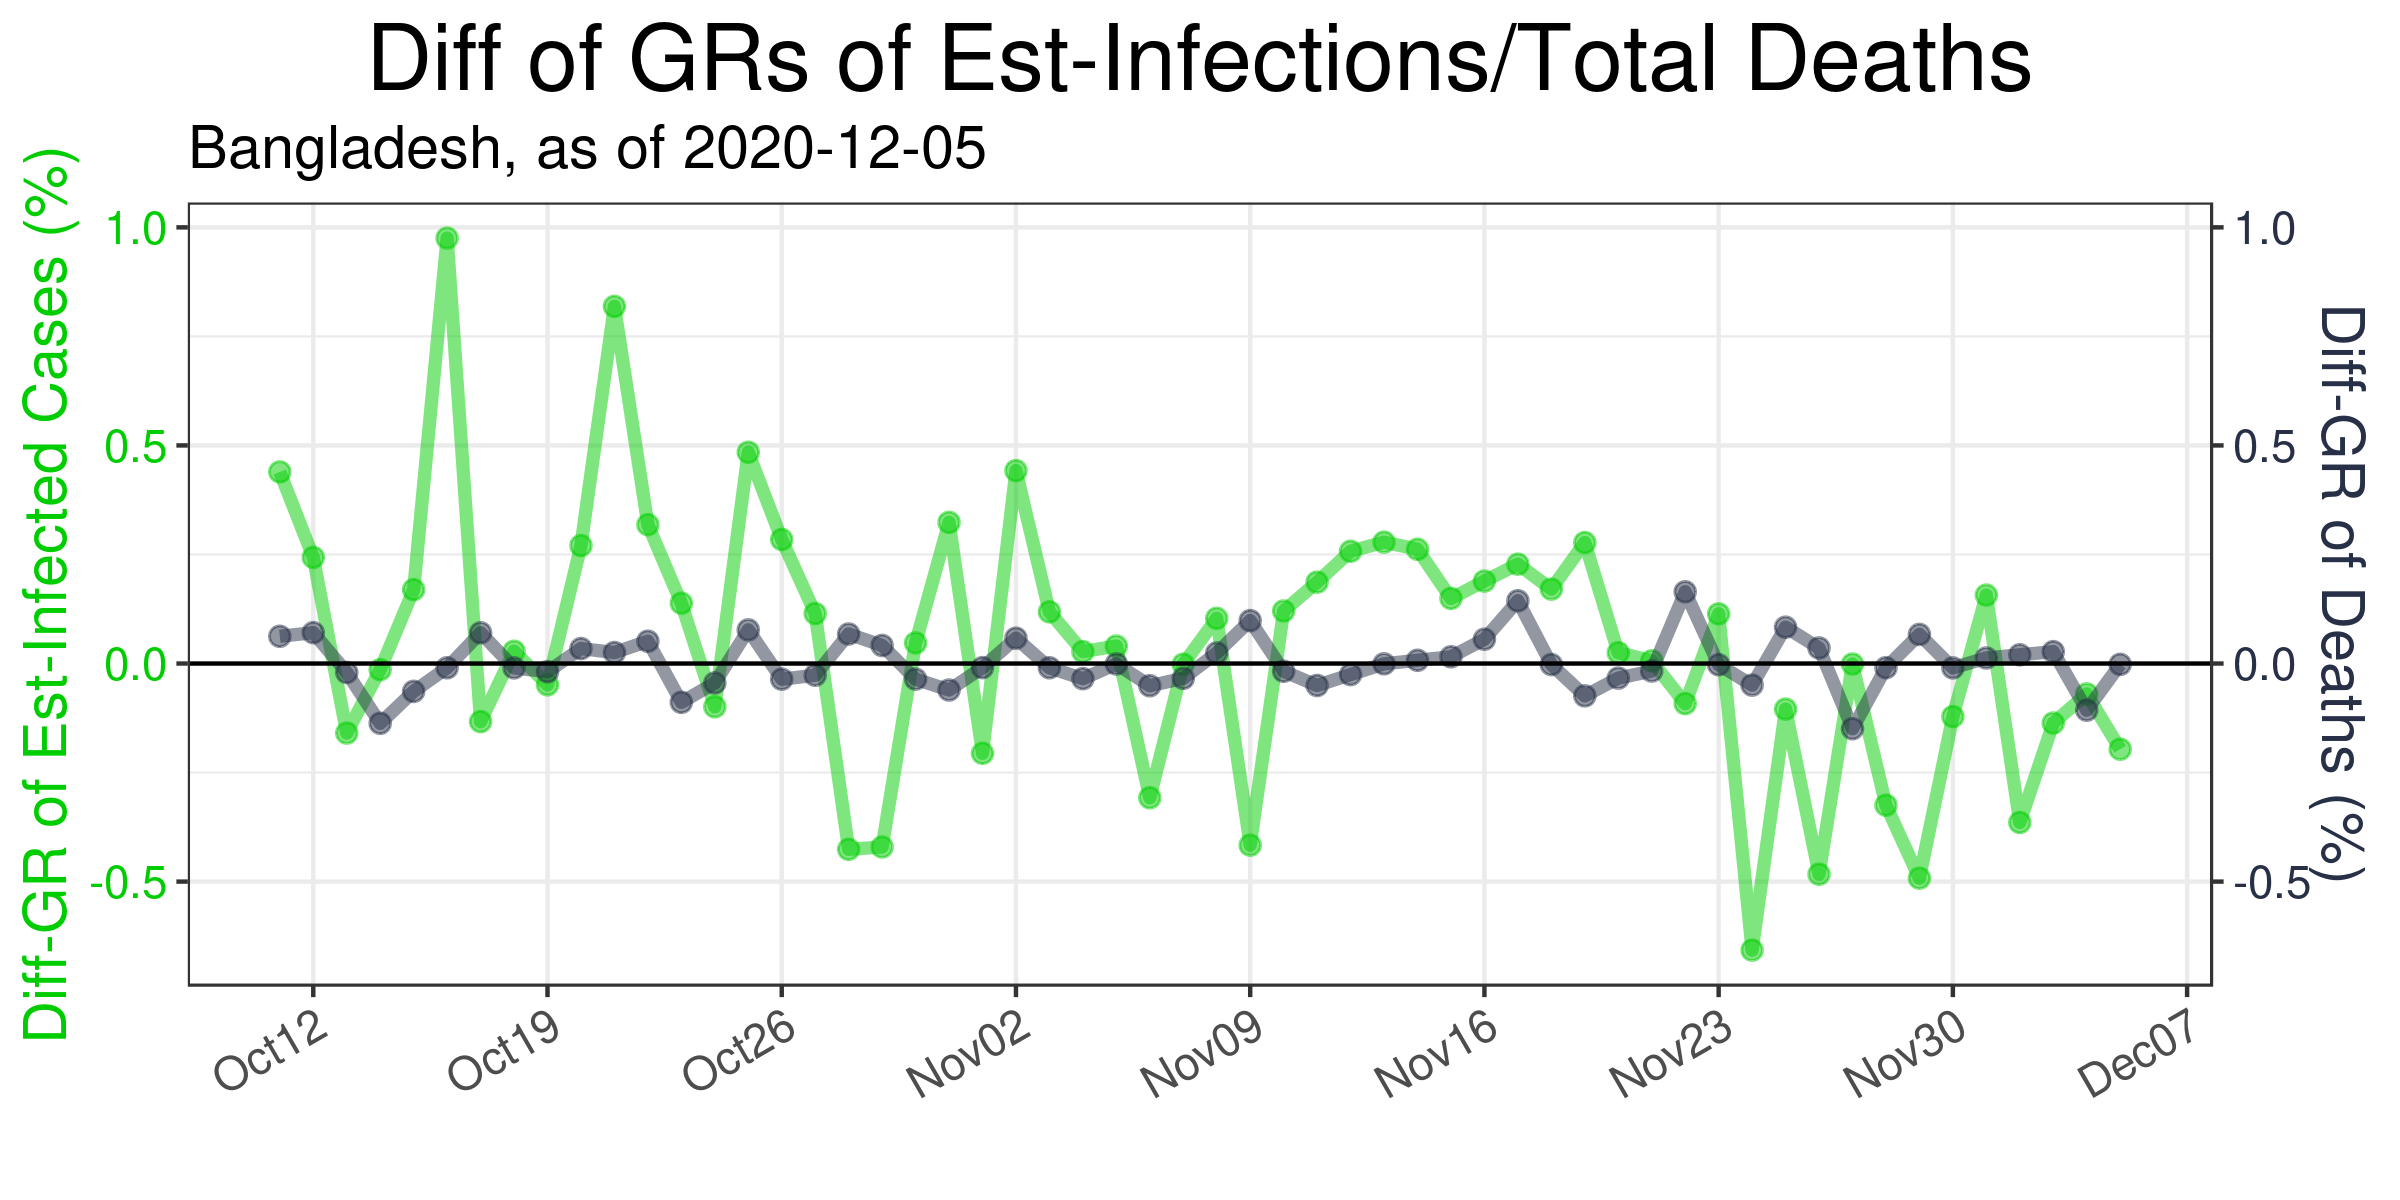 Diff of GRs of Est-Infections/Total Deaths
Bangladesh, as of 2020-12-05
Diff-GR of Est-Infected Cases (%)
1.0
0.5
0.0
-0.5
1.0
0.5
0.0
-0.5
Diff-GR of Deaths (%)
Oct12
Oct19
Oct26
Nov02
Nov09
Nov16
Nov23
Nov30
Dec07